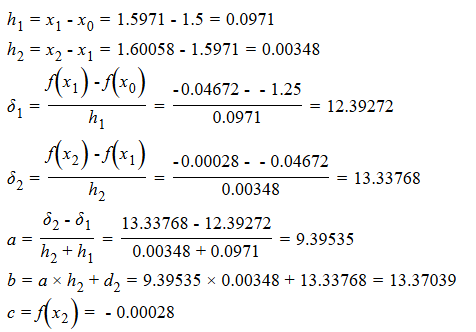 h₁ = x₁ - x₀ = 1.5971 - 1.5 = 0.0971
h₂ = x₂ - x₁ = 1.60058 - 1.5971 = 0.00348
δ₁ = f(x₁) - f(x₀) / h₁ = -0.04672 - - 1.25 / 0.0971 = 12.39272
δ₂ = f(x₂) - f(x₁) / h₂ = -0.00028 - - 0.04672 / 0.00348 = 13.33768
a = δ₂ - δ₁ / h₂ + h₁ = 13.33768 - 12.39272 / 0.00348 + 0.0971 = 9.39535
b = a × h₂ + d₂ = 9.39535 × 0.00348 + 13.33768 = 13.37039
c = f(x₂) = - 0.00028